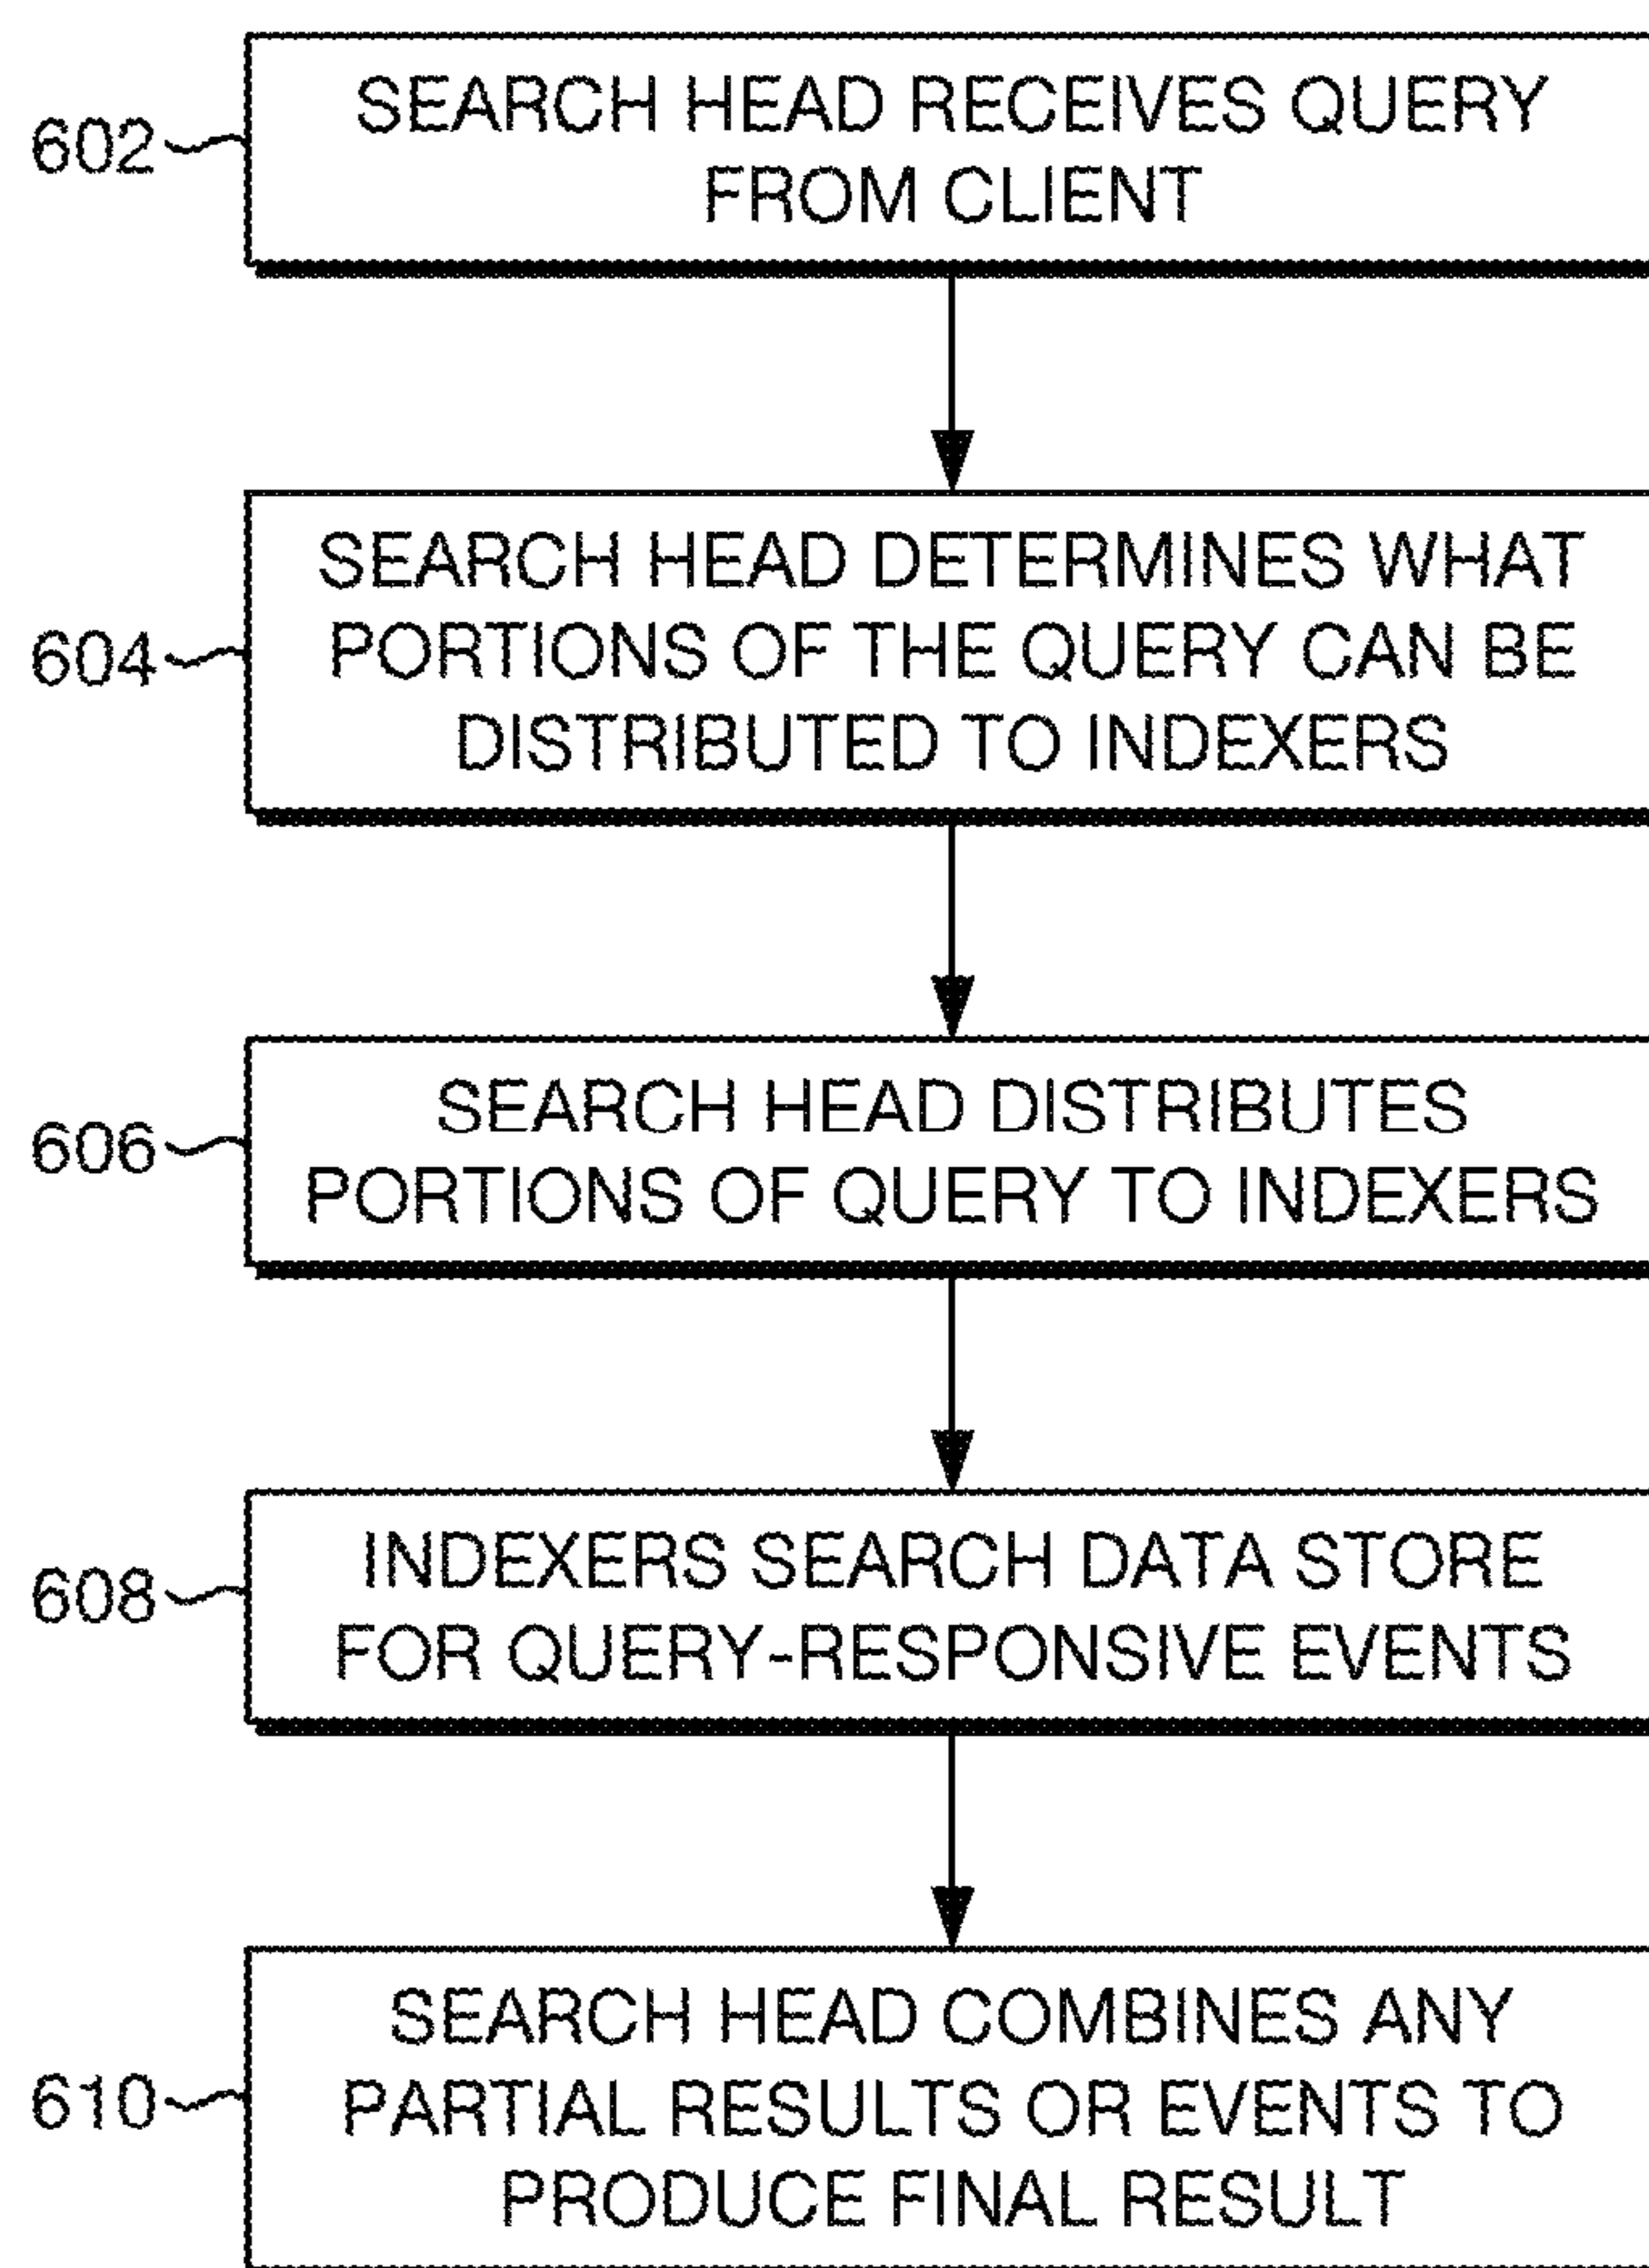 602
SEARCH HEAD RECEIVES QUERY
FROM CLIENT
604
SEARCH HEAD DETERMINES WHAT
PORTIONS OF THE QUERY CAN BE
DISTRIBUTED TO INDEXERS
606
SEARCH HEAD DISTRIBUTES
PORTIONS OF QUERY TO INDEXERS
608
INDEXERS SEARCH DATA STORE
FOR QUERY-RESPONSIVE EVENTS
610
SEARCH HEAD COMBINES ANY
PARTIAL RESULTS OR EVENTS TO
PRODUCE FINAL RESULT